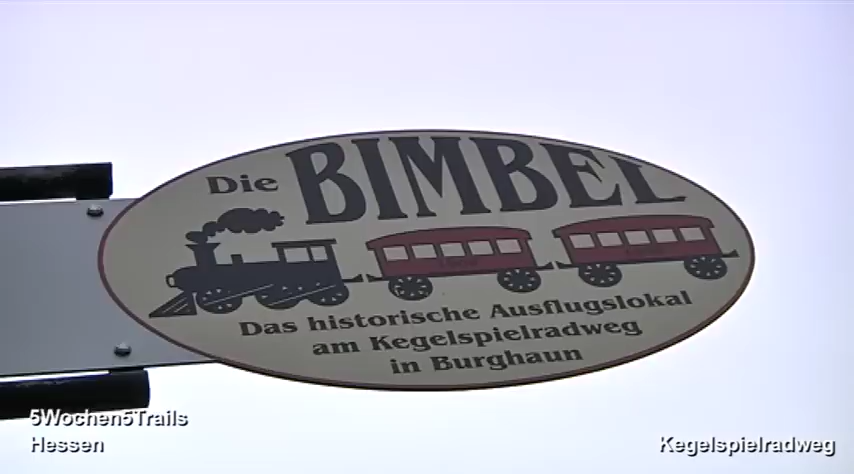 Die BIMBEL
Das historische Ausflugslokal
am Kegelspielradweg
in Burghaun
5Wochen5Trails
Hessen
Kegelspielradweg